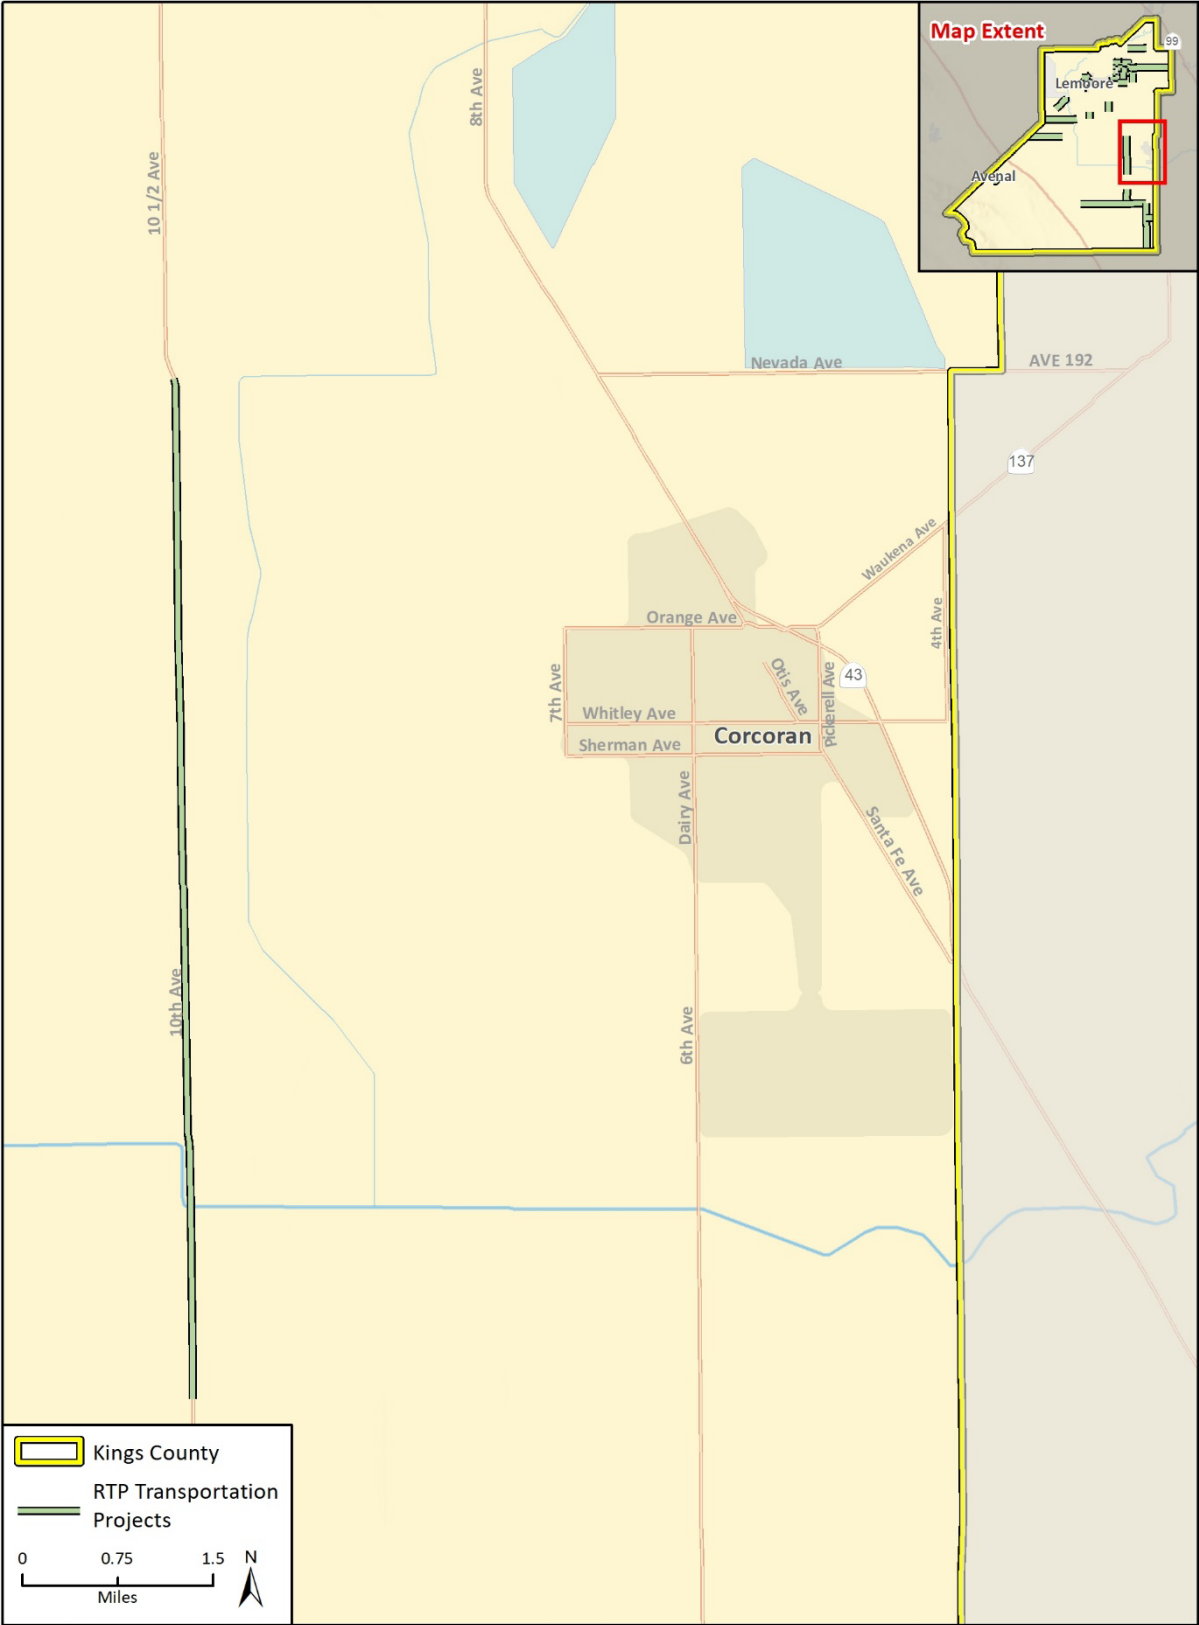 Map Extent
99
Lemoore
Avenal
8th Ave
10 1/2 Ave
Nevada Ave
AVE 192
137
Waukena Ave
Orange Ave
4th Ave
7th Ave
Otis Ave
Pickerell Ave
43
Whitley Ave
Corcoran
Sherman Ave
Dairy Ave
Santa Fe Ave
10th Ave
6th Ave
Kings County
RTP Transportation
Projects
0 0.75 1.5 N
Miles